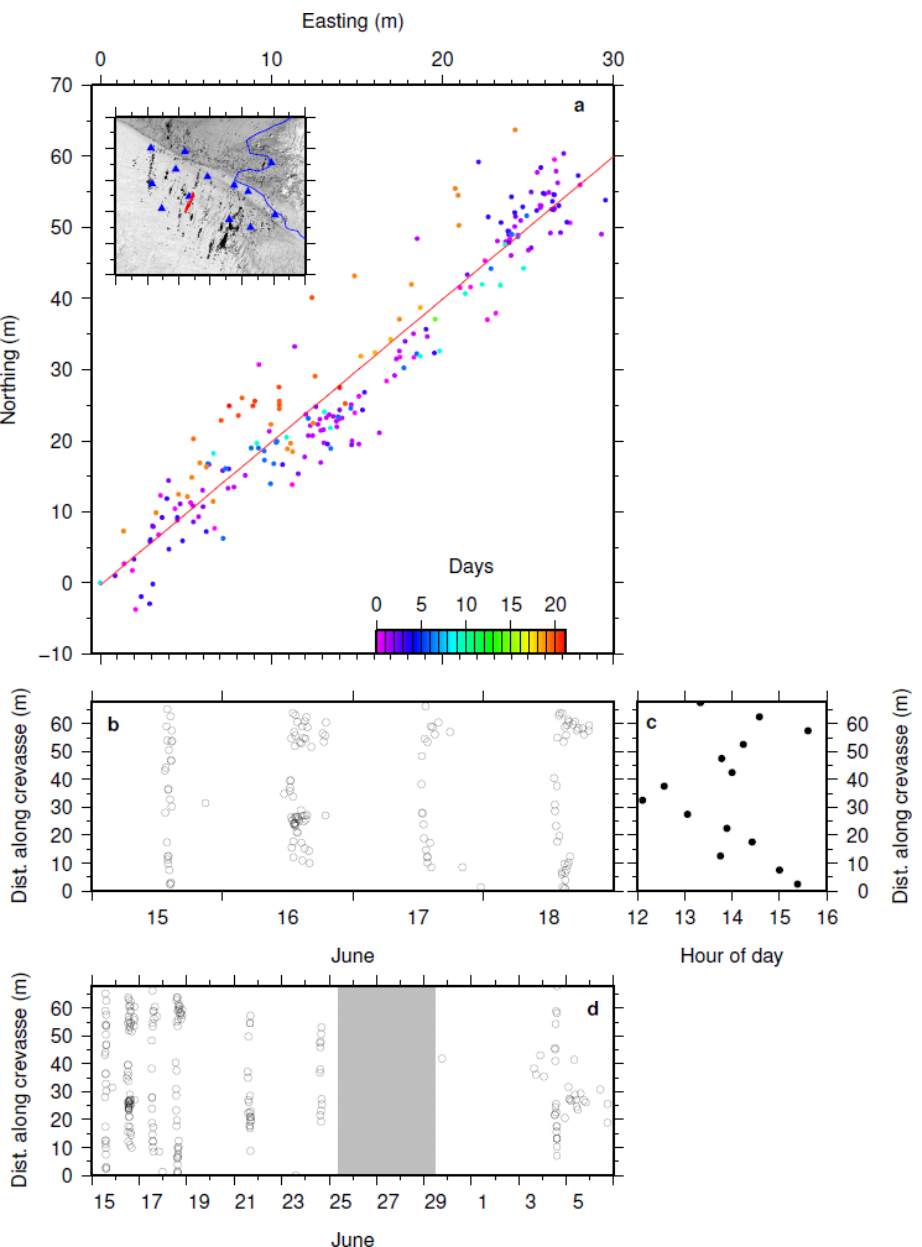 Easting (m)
0 10 20 30
70
60
50
40
30
20
10
0
−10
Northing (m)
a
Days
0 5 10 15 20
Dist. along crevasse (m)
60
50
40
30
20
10
0
b
15 16 17 18
June
c
60
50
40
30
20
10
0
Dist. along crevasse (m)
12 13 14 15 16
Hour of day
Dist. along crevasse (m)
60
50
40
30
20
10
0
d
15 17 19 21 23 25 27 29 1 3 5
June